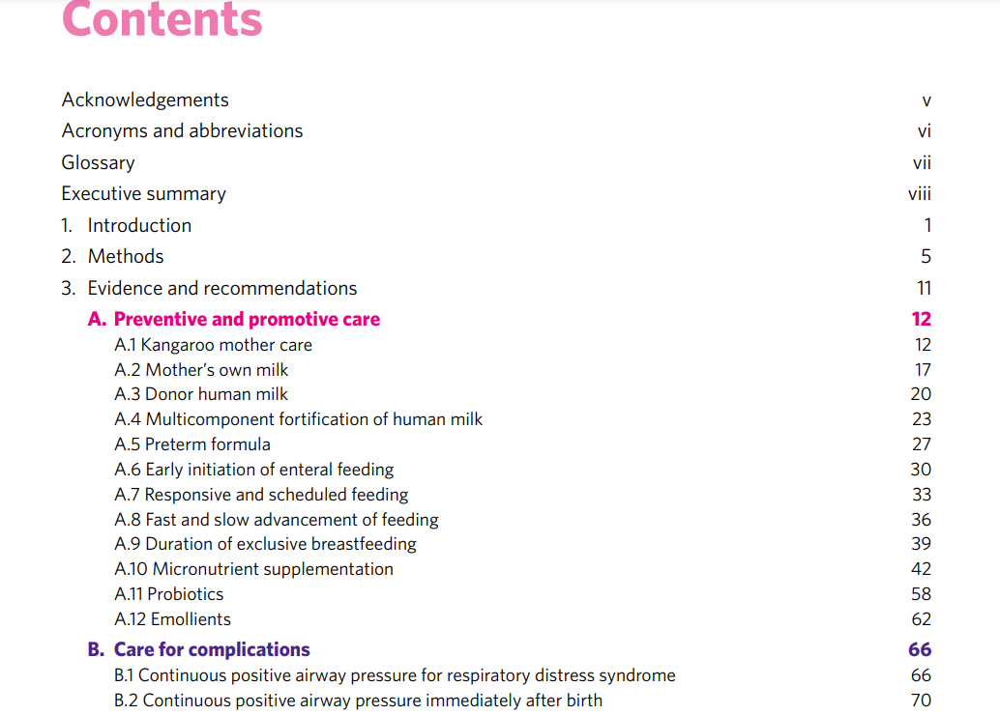 Contents
Acknowledgements v
Acronyms and abbreviations vi
Glossary vii
Executive summary viii
1. Introduction 1
2. Methods 5
3. Evidence and recommendations 11
A. Preventive and promotive care 12
A.1 Kangaroo mother care 12
A.2 Mother’s own milk 17
A.3 Donor human milk 20
A.4 Multicomponent fortification of human milk 23
A.5 Preterm formula 27
A.6 Early initiation of enteral feeding 30
A.7 Responsive and scheduled feeding 33
A.8 Fast and slow advancement of feeding 36
A.9 Duration of exclusive breastfeeding 39
A.10 Micronutrient supplementation 42
A.11 Probiotics 58
A.12 Emollients 62
B. Care for complications 66
B.1 Continuous positive airway pressure for respiratory distress syndrome 66
B.2 Continuous positive airway pressure immediately after birth 70